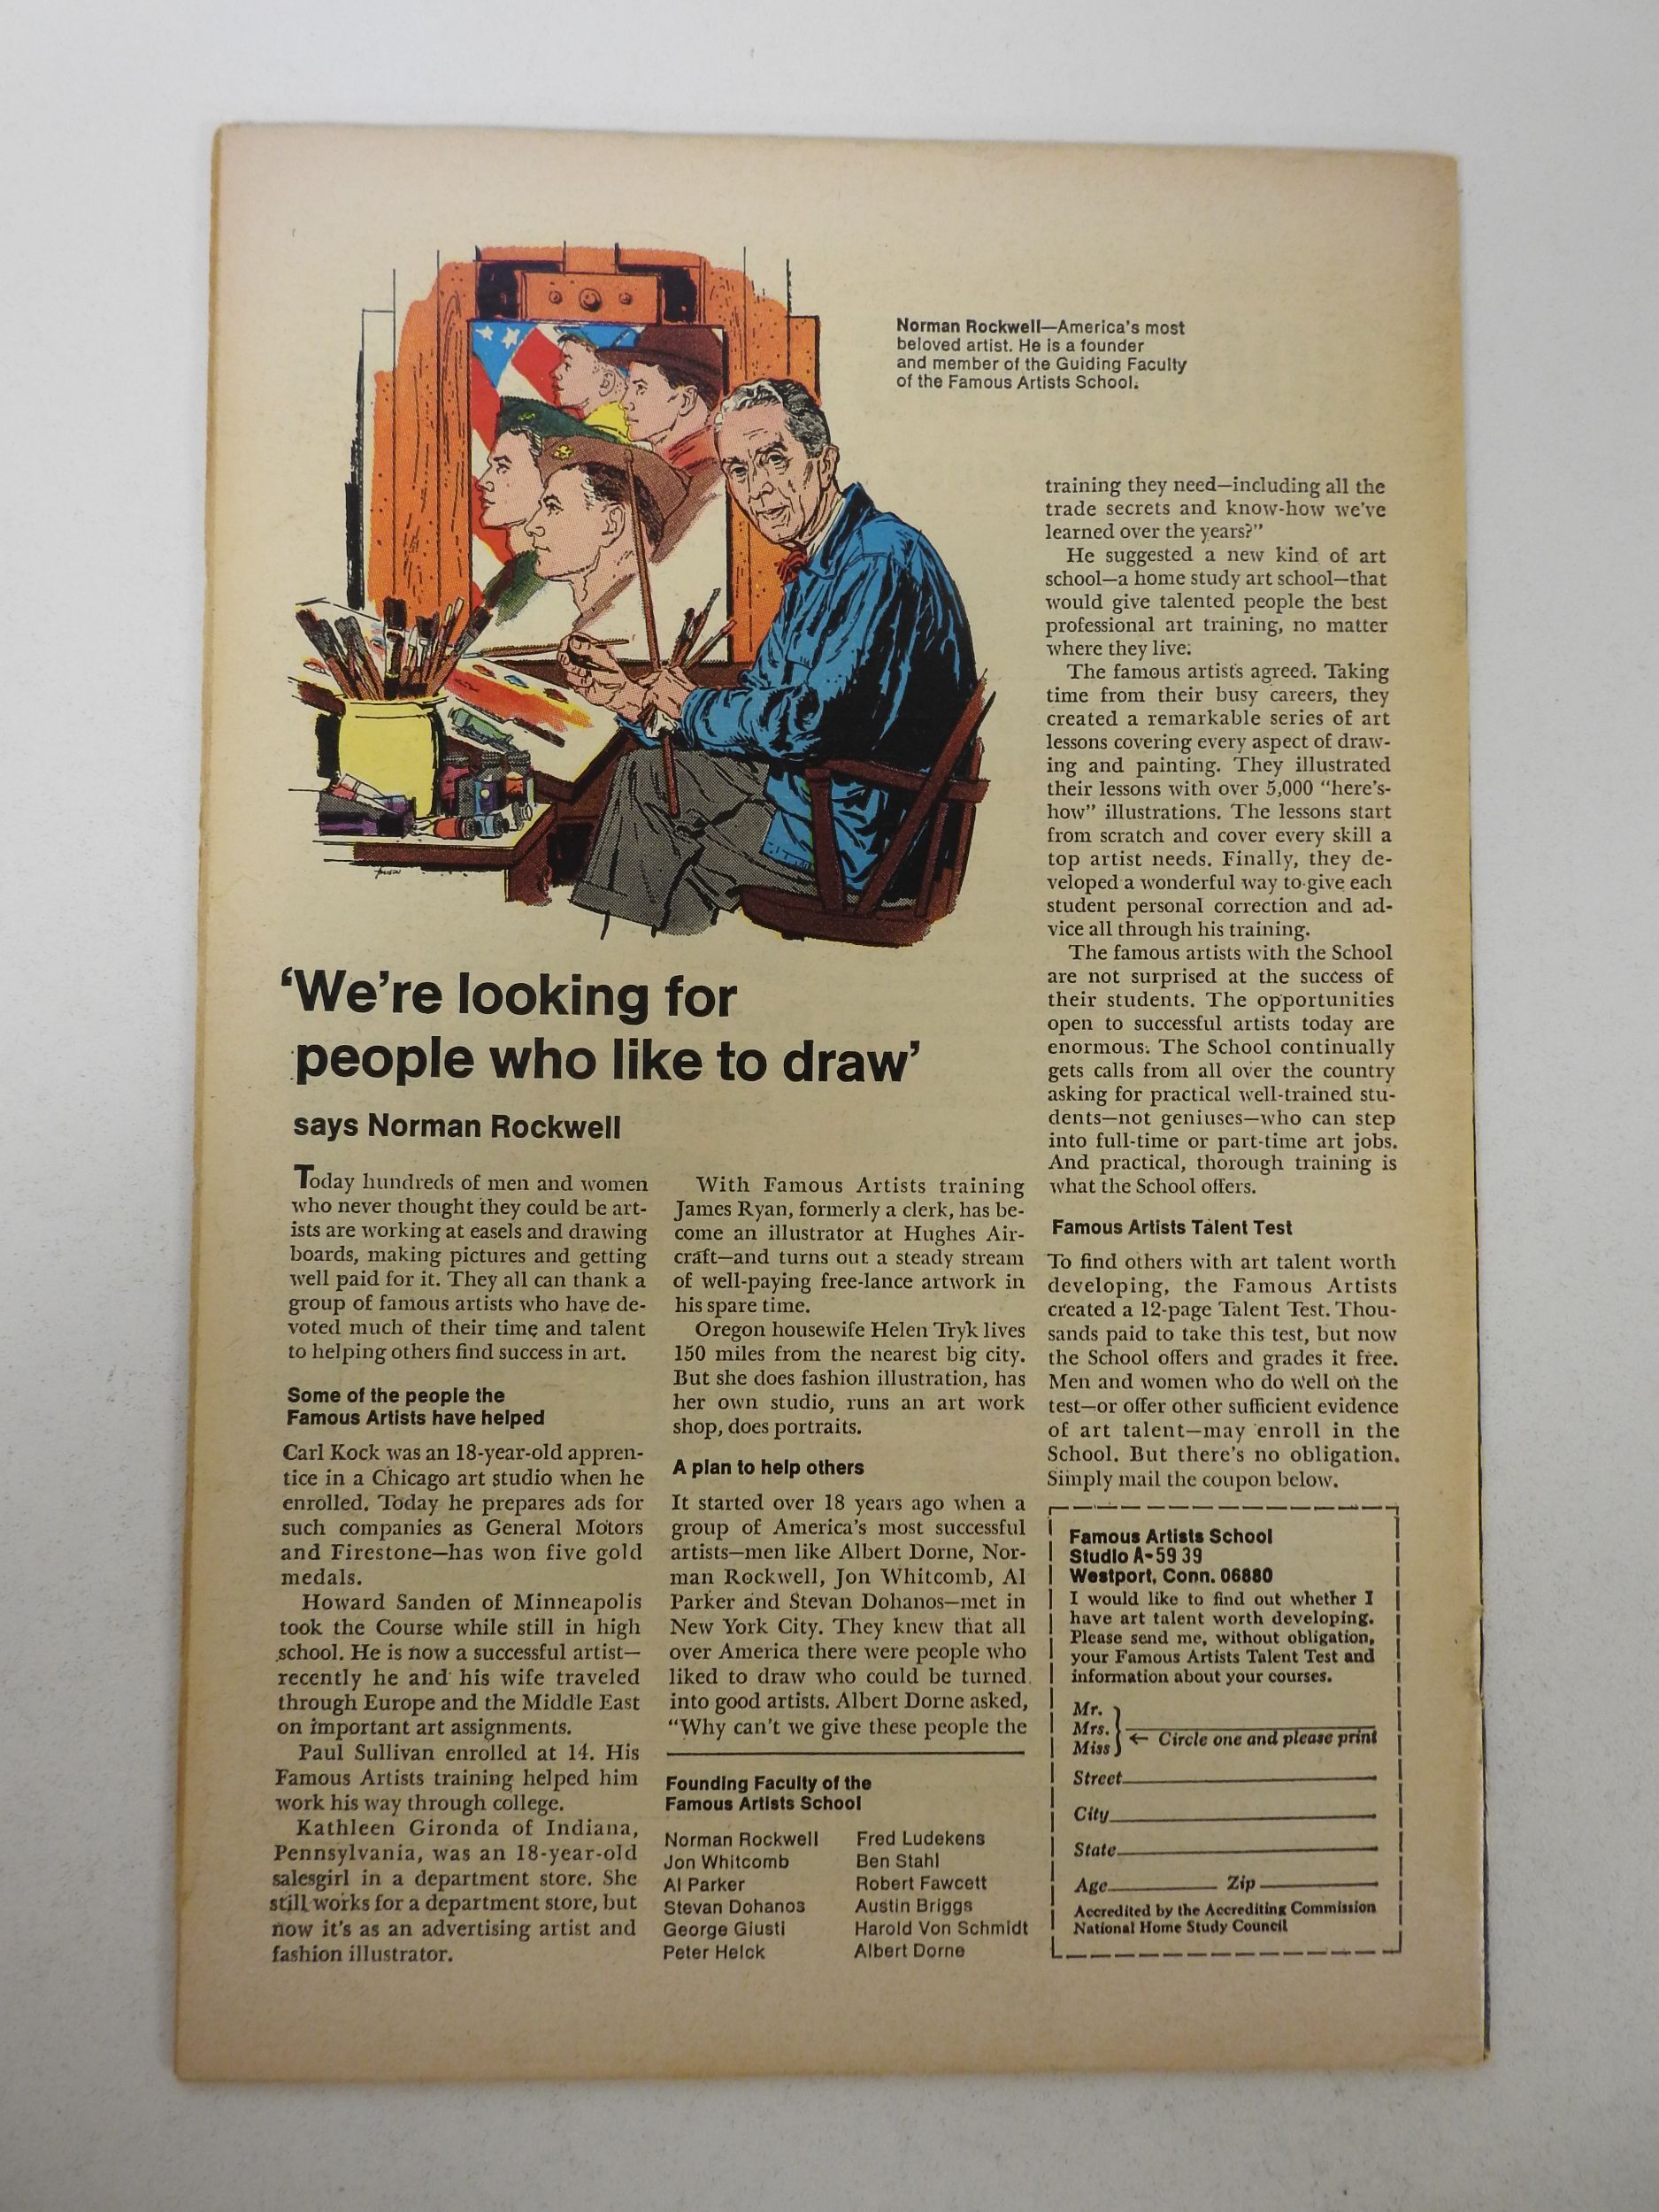 Norman Rockwell—America's most
beloved artist. He is a founder
and member of the Guiding Faculty
of the Famous Artists School.
'We're looking for
people who like to draw'
says Norman Rockwell
Today hundreds of men and women
who never thought they could be art-
ists are working at easels and drawing
boards, making pictures and getting
well paid for it. They all can thank a
group of famous artists who have de-
voted much of their time and talent
to helping others find success in art.
Some of the people the
Famous Artists have helped
Carl Kock was an 18-year-old appren-
tice in a Chicago art studio when he
enrolled. Today he prepares ads for
such companies as General Motors
and Firestone—has won five gold
medals.
Howard Sanden of Minneapolis
took the Course while still in high
school. He is now a successful artist—
recently he and his wife traveled
through Europe and the Middle East
on important art assignments.
Paul Sullivan enrolled at 14. His
Famous Artists training helped him
work his way through college.
Kathleen Gironda of Indiana,
Pennsylvania, was an 18-year-old
salesgirl in a department store. She
still works for a department store, but
now it's as an advertising artist and
fashion illustrator.
With Famous Artists training
James Ryan, formerly a clerk, has be-
come an illustrator at Hughes Air-
craft—and turns out a steady stream
of well-paying free-lance artwork in
his spare time.
Oregon housewife Helen Tryk lives
150 miles from the nearest big city.
But she does fashion illustration, has
her own studio, runs an art work
shop, does portraits.
A plan to help others
It started over 18 years ago when a
group of America's most successful
artists—men like Albert Dorne, Nor-
man Rockwell, Jon Whitcomb, Al
Parker and Stevan Dohanos—met in
New York City. They knew that all
over America there were people who
liked to draw who could be turned
into good artists. Albert Dorne asked,
"Why can't we give these people the
Founding Faculty of the
Famous Artists School
Norman Rockwell
Jon Whitcomb
Al Parker
Stevan Dohanos
George Giusti
Peter Helck
Fred Ludekens
Ben Stahl
Robert Fawcett
Austin Briggs
Harold Von Schmidt
Albert Dorne
training they need—including all the
trade secrets and know-how we've
learned over the years?"
He suggested a new kind of art
school—a home study art school—that
would give talented people the best
professional art training, no matter
where they live.
The famous artists agreed. Taking
time from their busy careers, they
created a remarkable series of art
lessons covering every aspect of draw-
ing and painting. They illustrated
their lessons with over 5,000 "here's-
how" illustrations. The lessons start
from scratch and cover every skill a
top artist needs. Finally, they de-
veloped a wonderful way to give each
student personal correction and ad-
vice all through his training.
The famous artists with the School
are not surprised at the success of
their students. The opportunities
open to successful artists today are
enormous. The School continually
gets calls from all over the country
asking for practical well-trained stu-
dents—not geniuses—who can step
into full-time or part-time art jobs.
And practical, thorough training is
what the School offers.
Famous Artists Talent Test
To find others with art talent worth
developing, the Famous Artists
created a 12-page Talent Test. Thou-
sands paid to take this test, but now
the School offers and grades it free.
Men and women who do well on the
test—or offer other sufficient evidence
of art talent—may enroll in the
School. But there's no obligation.
Simply mail the coupon below.
Famous Artists School
Studio A-59 39
Westport, Conn. 06880
I would like to find out whether I
have art talent worth developing.
Please send me, without obligation,
your Famous Artists Talent Test and
information about your courses.
Mr.
Mrs.
Miss
← Circle one and please print
Street
City
State
Age Zip
Accredited by the Accrediting Commission
National Home Study Council